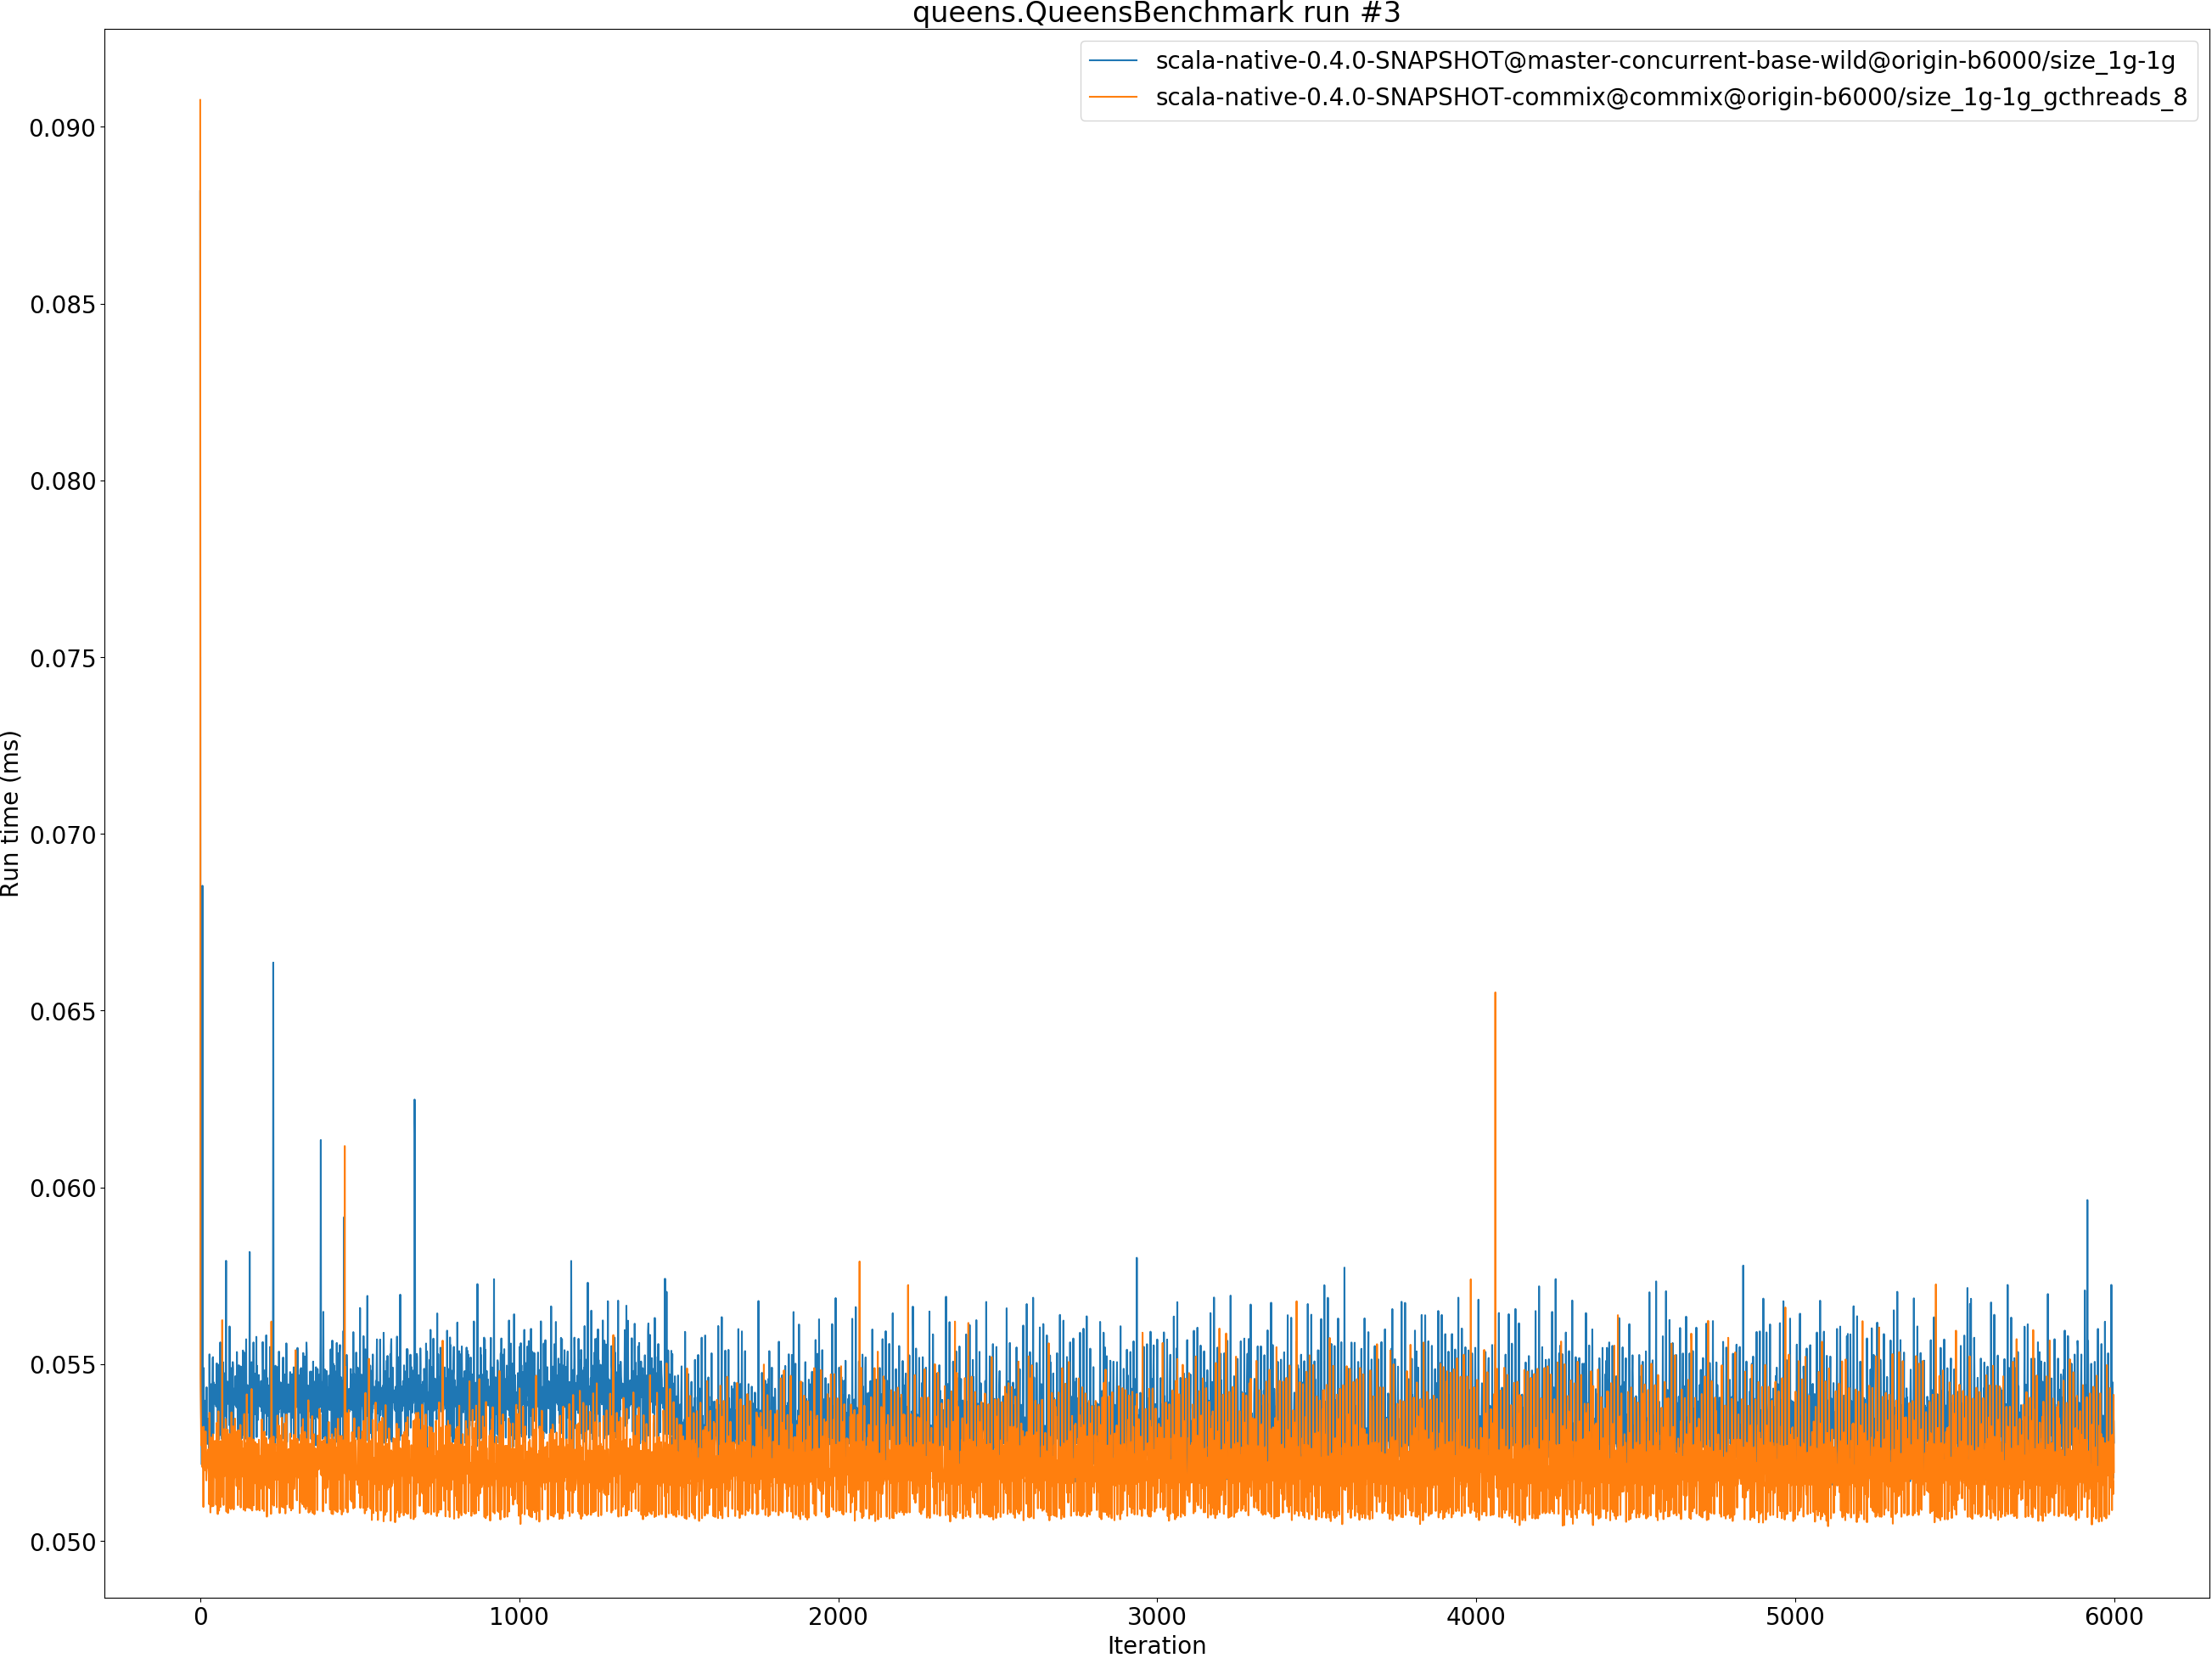 queens.QueensBenchmark run #3
scala-native-0.4.0-SNAPSHOT@master-concurrent-base-wild@origin-b6000/size_1g-1g
scala-native-0.4.0-SNAPSHOT-commix@commix@origin-b6000/size_1g-1g_gcthreads_8
0.090
0.085
0.080
0.075
0.070
0.065
0.060
0.055
0.050
Run time (ms)
0 1000 2000 3000 4000 5000 6000
Iteration